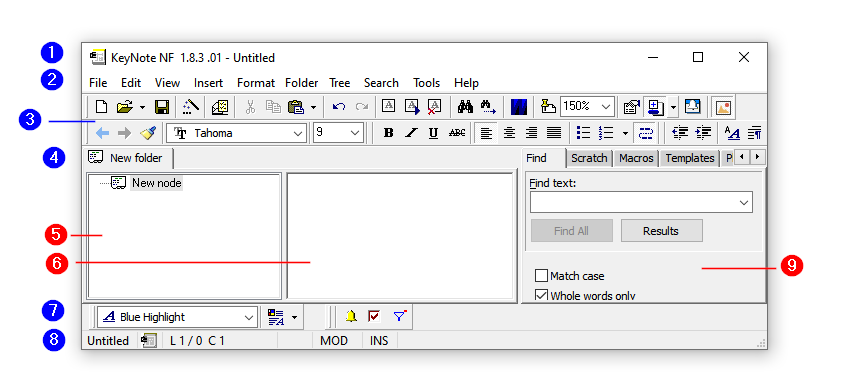 1
KeyNote NF 1.8.3 .01 - Untitled
2
File Edit View Insert Format Folder Tree Search Tools Help
150%
3
Tahoma 9 B I U ABC
4
New folder
Find Scratch Macros Templates P
New node
Find text:
5
Find All Results
6
9
Match case
Whole words only
7
Blue Highlight
8
Untitled L 1 / 0 C 1 MOD INS